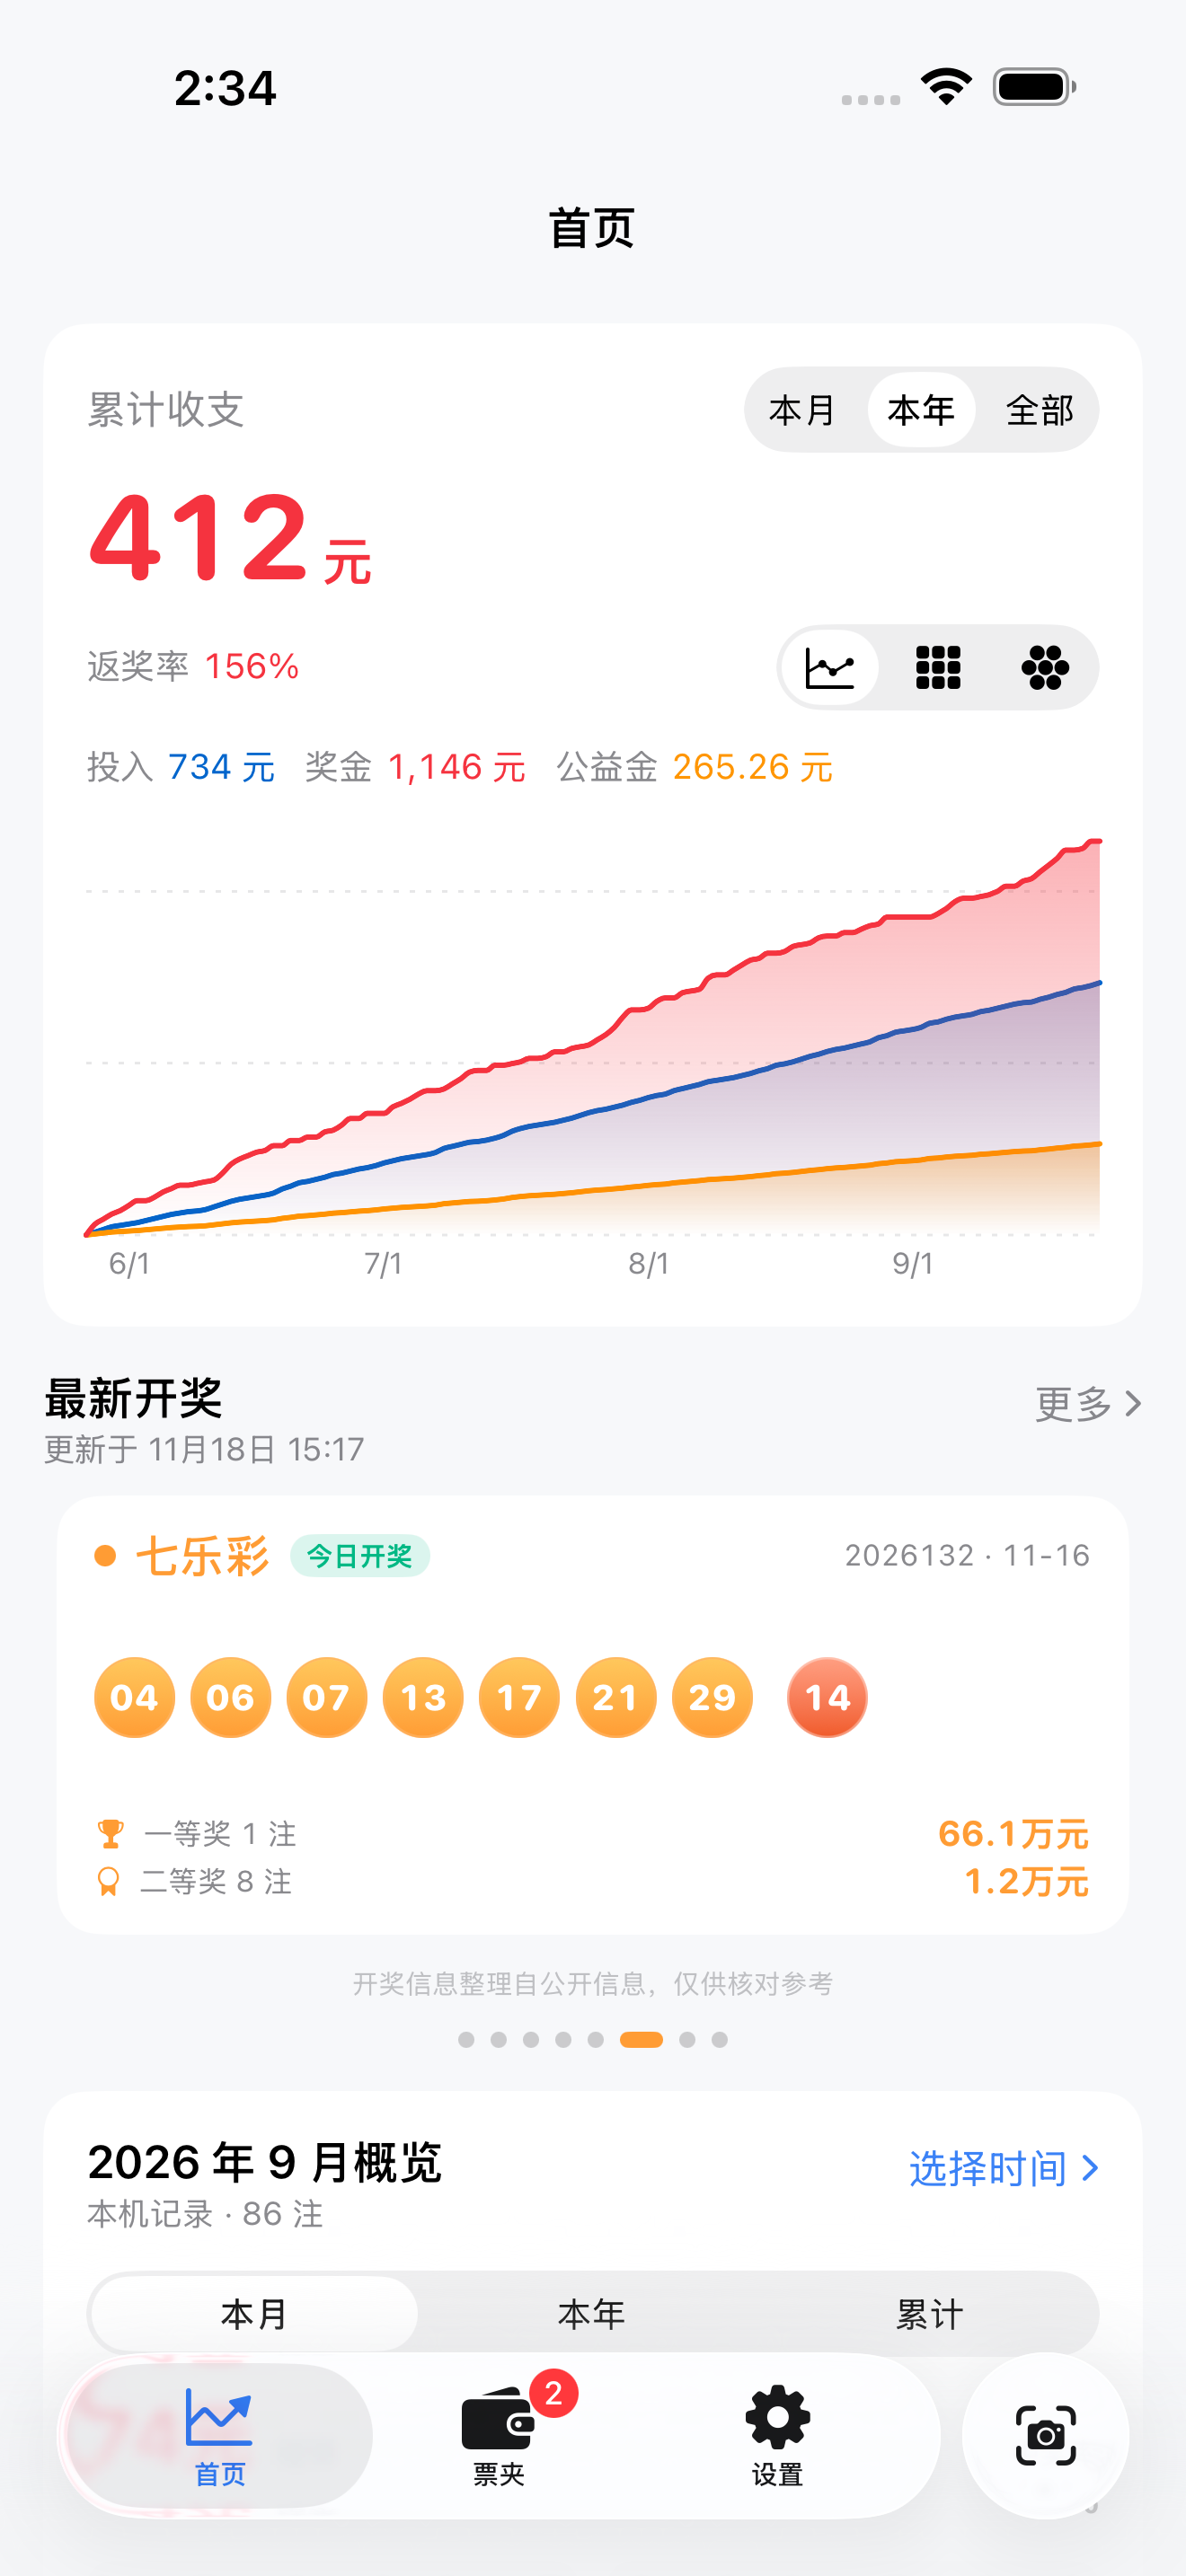 2:34
首页
累计收支
本月 本年 全部
412 元
返奖率 156%
投入 734 元 奖金 1,146 元 公益金 265.26 元
6/1 7/1 8/1 9/1
最新开奖
更多
更新于 11月18日 15:17
七乐彩 今日开奖 2026132 · 11-16
04 06 07 13 17 21 29 14
一等奖 1 注 66.1万元
二等奖 8 注 1.2万元
开奖信息整理自公开信息，仅供核对参考
2026 年 9 月概览
选择时间
本机记录 · 86 注
本月 本年 累计
2
首页 票夹 设置